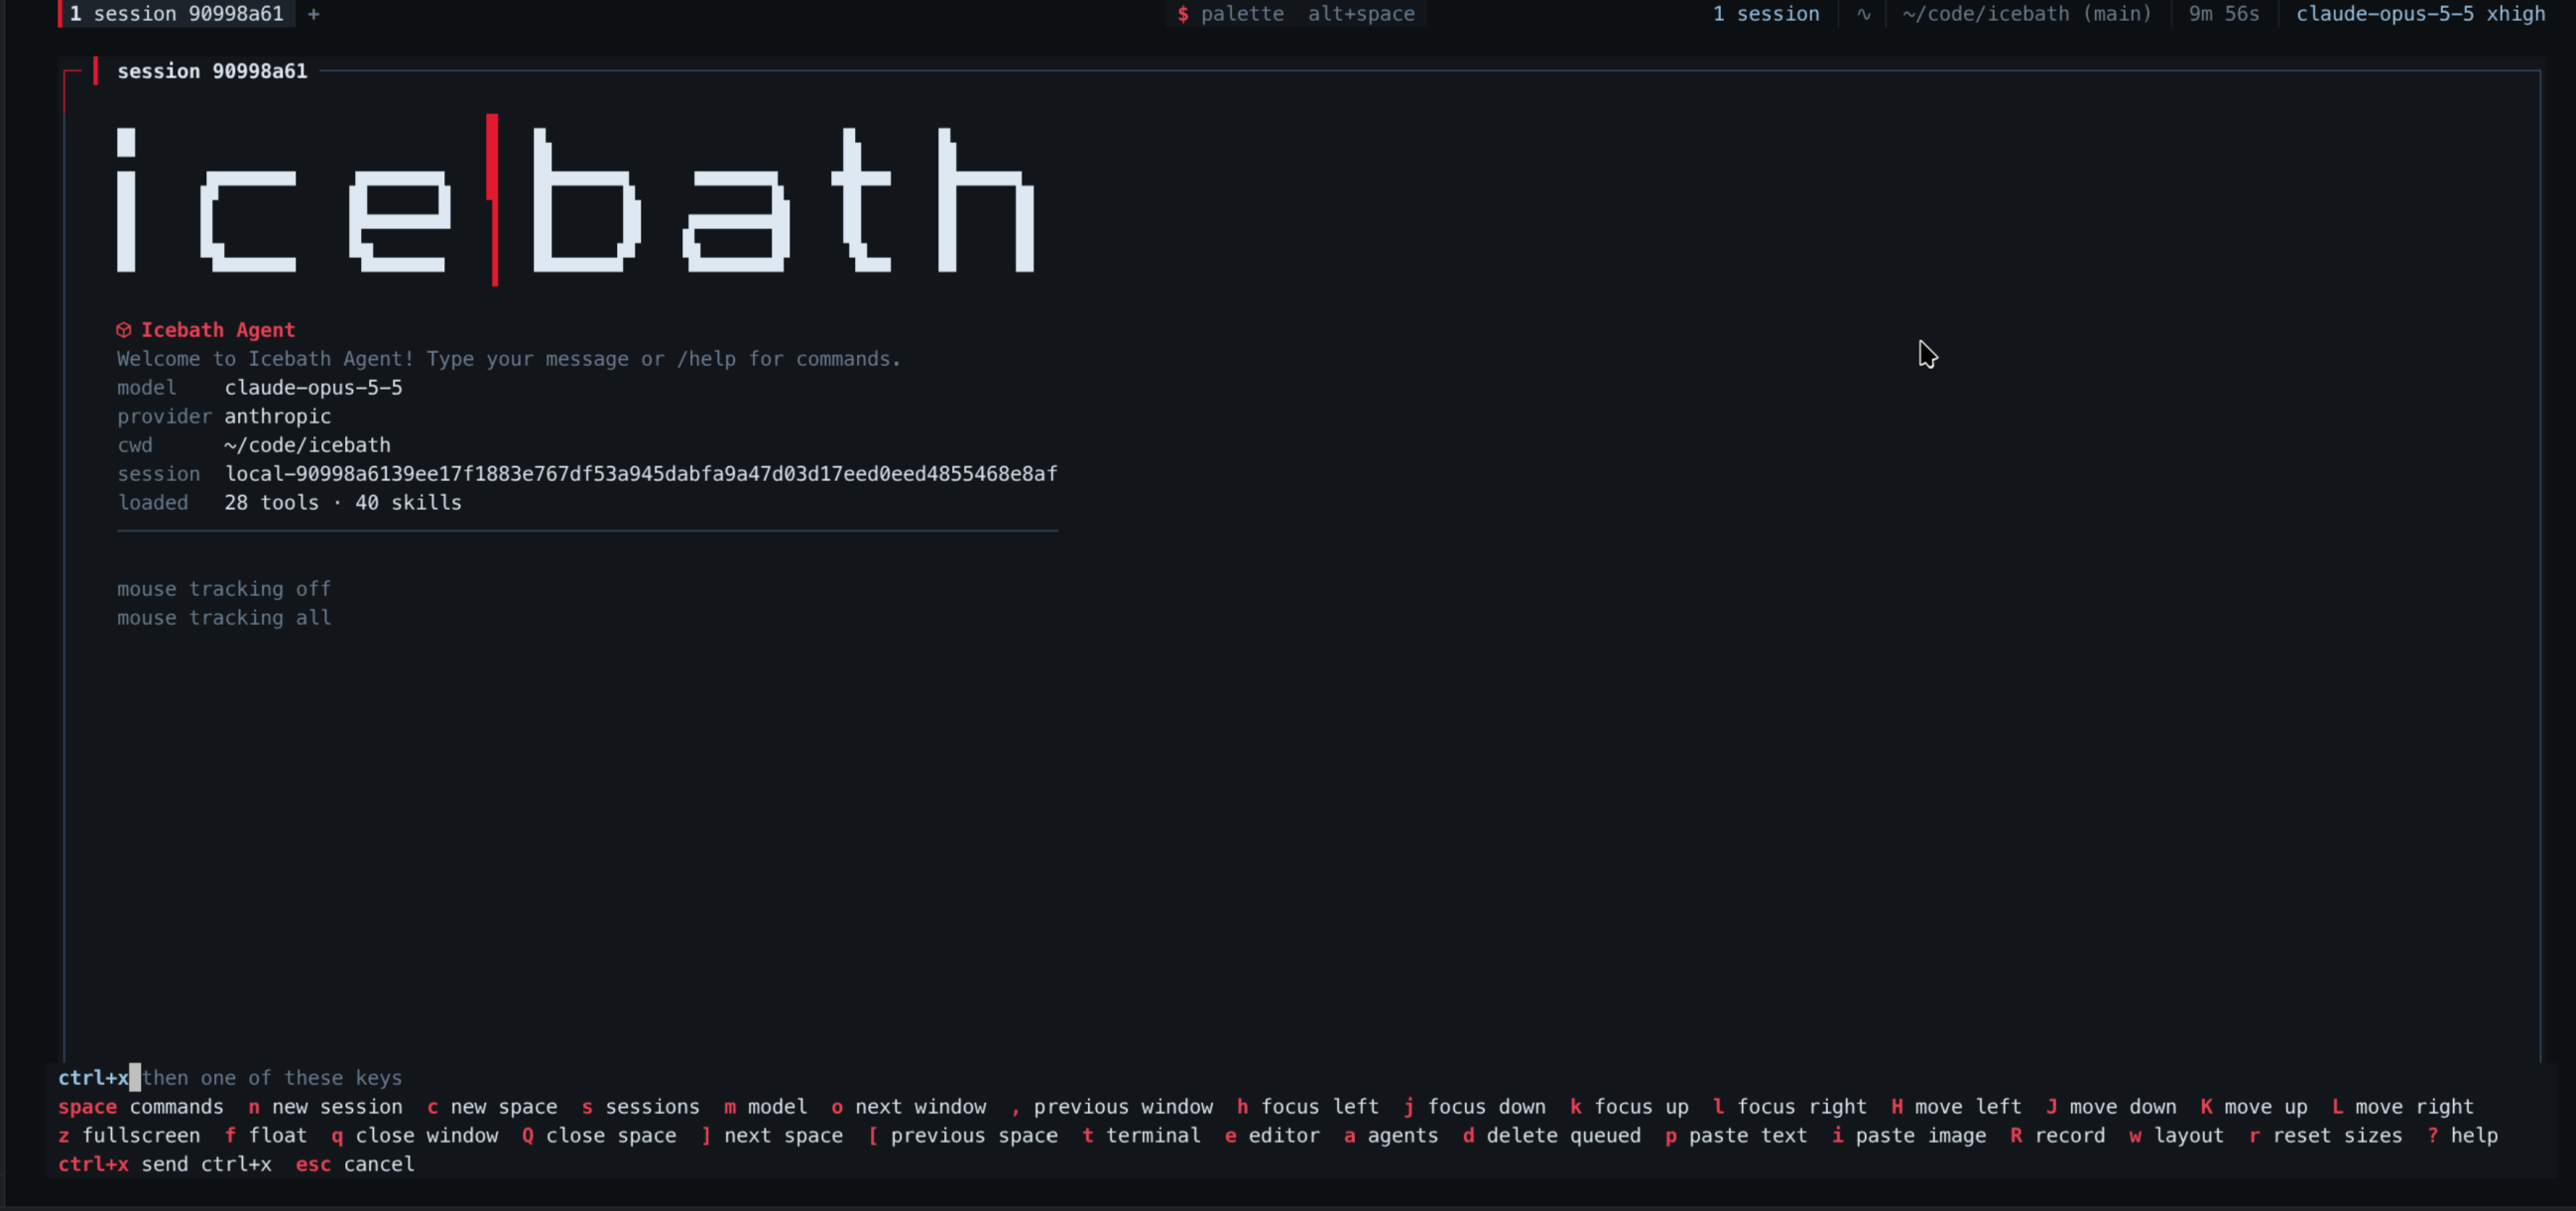 1 session 90998a61 + $ palette alt+space 1 session ∿ ~/code/icebath (main) 9m 56s claude-opus-5-5 xhigh
session 90998a61
icebath
Icebath Agent
Welcome to Icebath Agent! Type your message or /help for commands.
model claude-opus-5-5
provider anthropic
cwd ~/code/icebath
session local-90998a6139ee17f1883e767df53a945dabfa9a47d03d17eed0eed4855468e8af
loaded 28 tools · 40 skills
mouse tracking off
mouse tracking all
ctrl+x then one of these keys
space commands n new session c new space s sessions m model o next window , previous window h focus left j focus down k focus up l focus right H move left J move down K move up L move right
z fullscreen f float q close window Q close space ] next space [ previous space t terminal e editor a agents d delete queued p paste text i paste image R record w layout r reset sizes ? help
ctrl+x send ctrl+x esc cancel